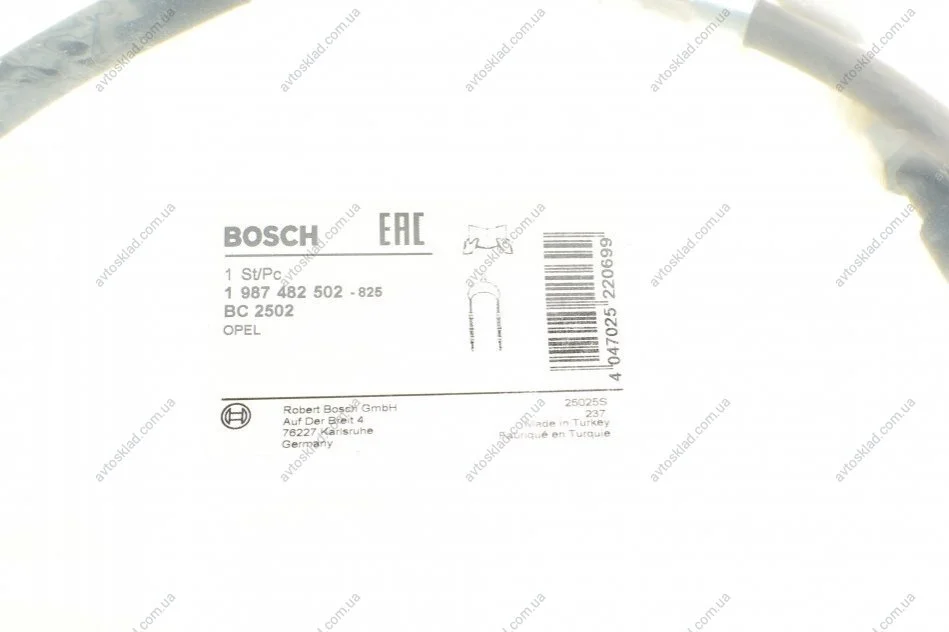 BOSCH EAC
1 St/Pc
1 987 482 502 - 825
BC 2502
OPEL
4 047025 220699
Robert Bosch GmbH
Auf Der Breit 4
76227 Karlsruhe
Germany
25025S
237
Made in Turkey
Fabriqué en Turquie
avtosklad.com.ua